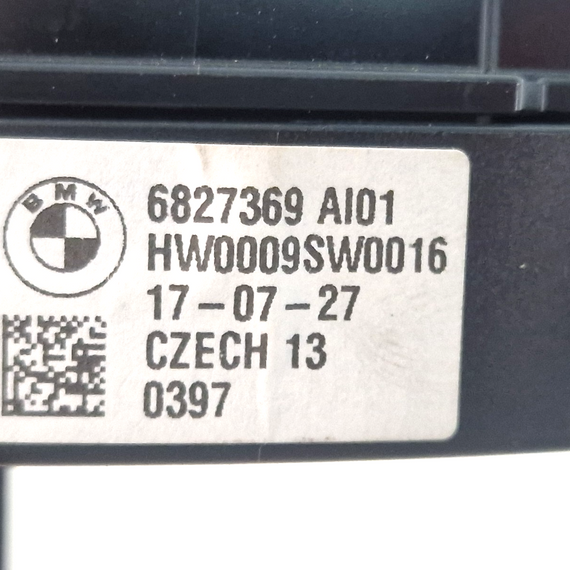 BMW
6827369 AI01
HW0009SW0016
17-07-27
CZECH 13
0397